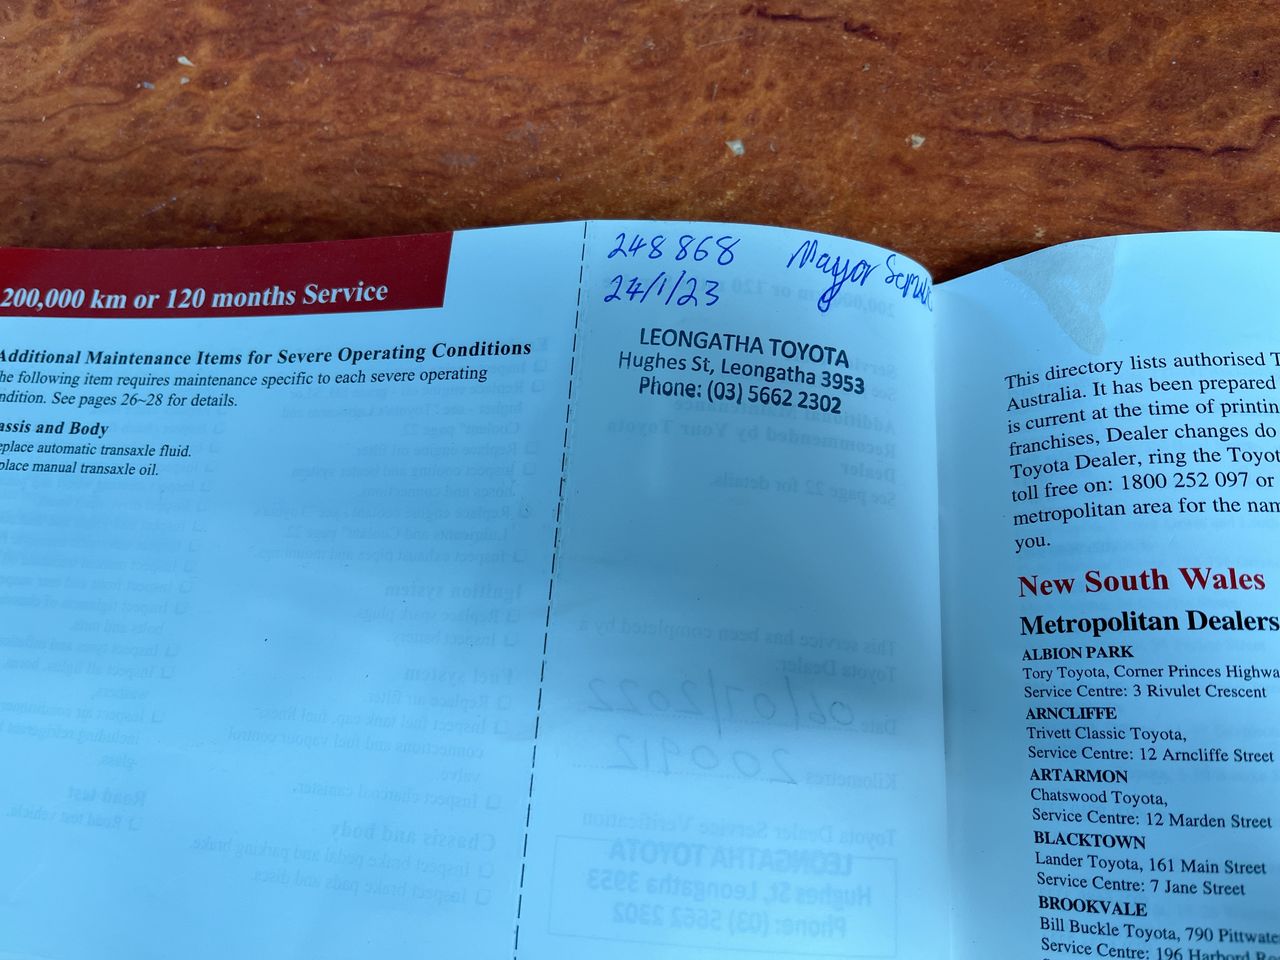 200,000 km or 120 months Service
Additional Maintenance Items for Severe Operating Conditions
he following item requires maintenance specific to each severe operating
ndition. See pages 26~28 for details.
assis and Body
eplace automatic transaxle fluid.
place manual transaxle oil.
248 868 Mayor Service
24/1/23
LEONGATHA TOYOTA
Hughes St, Leongatha 3953
Phone: (03) 5662 2302
This directory lists authorised T
Australia. It has been prepared
is current at the time of printin
franchises, Dealer changes do
Toyota Dealer, ring the Toyot
toll free on: 1800 252 097 or
metropolitan area for the nam
you.
New South Wales
Metropolitan Dealers
ALBION PARK
Tory Toyota, Corner Princes Highwa
Service Centre: 3 Rivulet Crescent
ARNCLIFFE
Trivett Classic Toyota,
Service Centre: 12 Arncliffe Street
ARTARMON
Chatswood Toyota,
Service Centre: 12 Marden Street
BLACKTOWN
Lander Toyota, 161 Main Street
Service Centre: 7 Jane Street
BROOKVALE
Bill Buckle Toyota, 790 Pittwate
Service Centre: 196 Harbord Ro